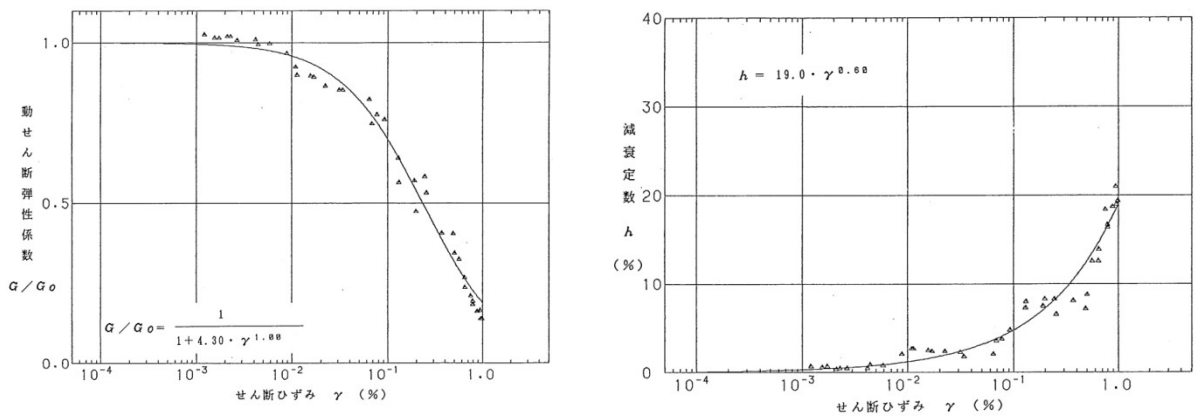 1.0
0.5
0.0
動せん断弾性係数
G/G₀
G/G₀= 1
1+4.30・γ^1.00
10⁻⁴ 10⁻³ 10⁻² 10⁻¹ 1.0
せん断ひずみ γ (%)
40
30
20
10
0
減衰定数
h
(%)
h = 19.0・γ^0.60
10⁻⁴ 10⁻³ 10⁻² 10⁻¹ 1.0
せん断ひずみ γ (%)